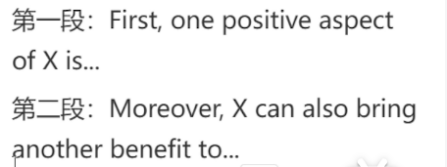 第一段：First, one positive aspect
of X is...
第二段：Moreover, X can also bring
another benefit to...